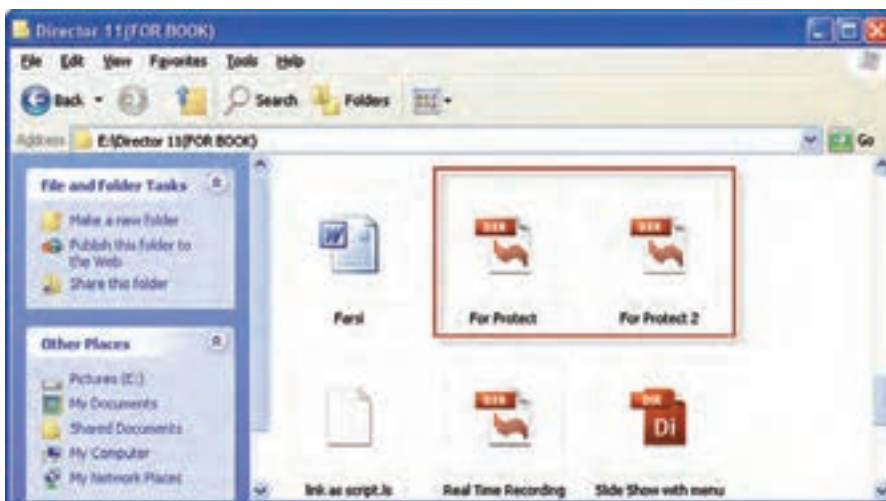 Director 11(FOR BOOK)
File Edit View Favorites Tools Help
Back Search Folders
Address E:\Director 11(FOR BOOK) Go
File and Folder Tasks
Make a new folder
Publish this folder to
the Web
Share this folder
Other Places
Pictures (E:)
My Documents
Shared Documents
My Computer
My Network Places
W
Farsi
For Protect
For Protect 2
link as script.ls
Real Time Recording
DIR
Di
Slide Show with menu